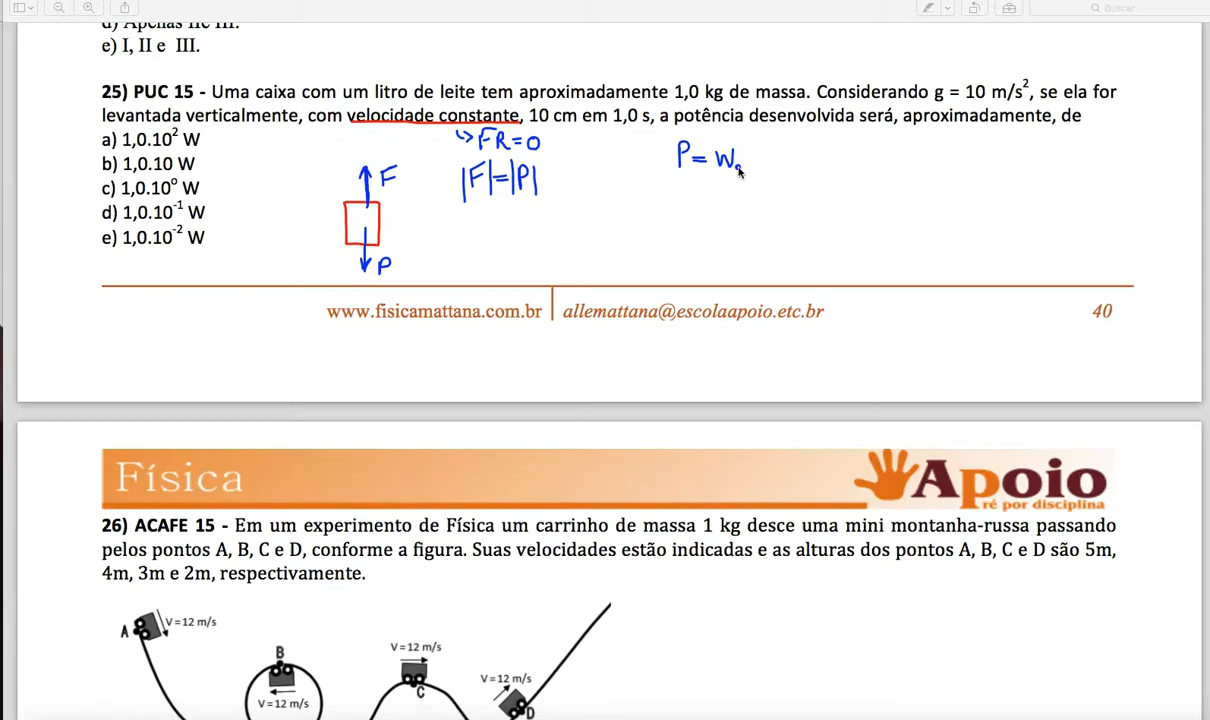 Buscar
e) I, II e III.
25) PUC 15 - Uma caixa com um litro de leite tem aproximadamente 1,0 kg de massa. Considerando g = 10 m/s², se ela for
levantada verticalmente, com velocidade constante, 10 cm em 1,0 s, a potência desenvolvida será, aproximadamente, de
a) 1,0.10² W
b) 1,0.10 W
c) 1,0.10⁰ W
d) 1,0.10⁻¹ W
e) 1,0.10⁻² W
↳ FR = 0
|F|=|P|
F
P
P = W
www.fisicamattana.com.br
allemattana@escolaapoio.etc.br
40
Física
Apoio
ré por disciplina
26) ACAFE 15 - Em um experimento de Física um carrinho de massa 1 kg desce uma mini montanha-russa passando
pelos pontos A, B, C e D, conforme a figura. Suas velocidades estão indicadas e as alturas dos pontos A, B, C e D são 5m,
4m, 3m e 2m, respectivamente.
A
V = 12 m/s
B
V = 12 m/s
V = 12 m/s
C
V = 12 m/s
D